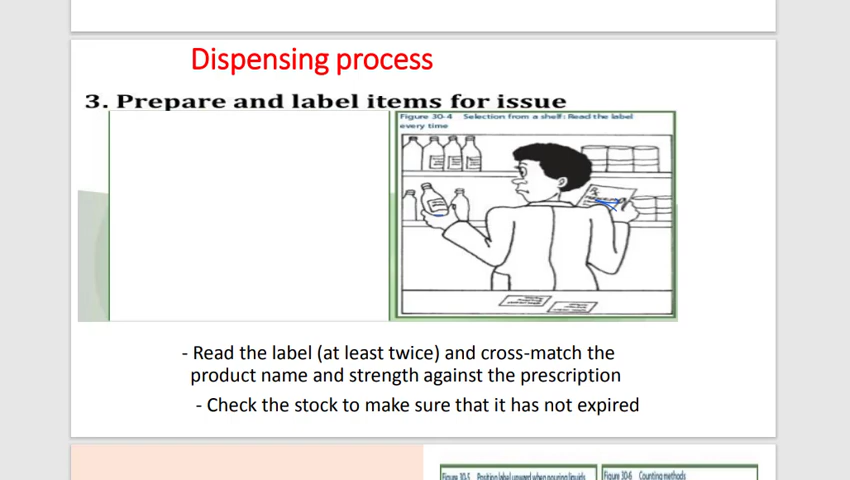 Dispensing process
3. Prepare and label items for issue
Figure 30-4 Selection from a shelf: Read the label
every time
- Read the label (at least twice) and cross-match the
product name and strength against the prescription
- Check the stock to make sure that it has not expired
Figure 30-5 Positing label upward when pouring liquids
Figure 30-6 Counting methods